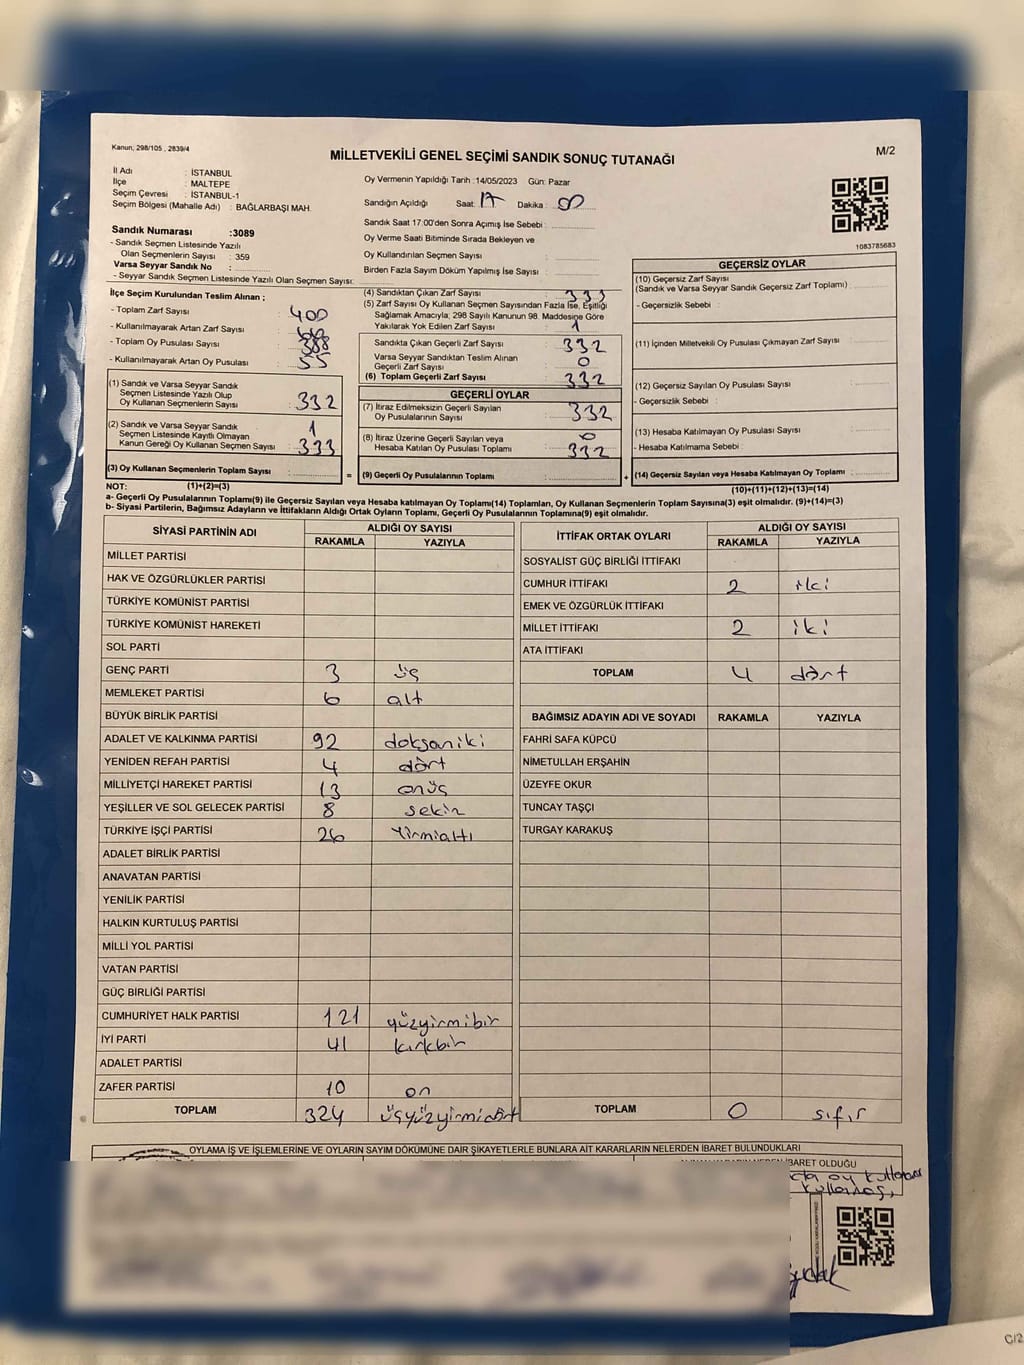 Kanun; 298/105 , 2839/4
MİLLETVEKİLİ GENEL SEÇİMİ SANDIK SONUÇ TUTANAĞI
M/2
İl Adı : İSTANBUL
İlçe : MALTEPE
Seçim Çevresi : İSTANBUL-1
Seçim Bölgesi (Mahalle Adı) : BAĞLARBAŞI MAH.
Sandık Numarası :3089
- Sandık Seçmen Listesinde Yazılı
Olan Seçmenlerin Sayısı : 359
Varsa Seyyar Sandık No :
- Seyyar Sandık Seçmen Listesinde Yazılı Olan Seçmen Sayısı:
Oy Vermenin Yapıldığı Tarih :14/05/2023 Gün: Pazar
Sandığın Açıldığı Saat: 17 Dakika : 00
Sandık Saat 17:00'den Sonra Açımış İse Sebebi :
Oy Verme Saati Bitiminde Sırada Bekleyen ve
Oy Kullandırılan Seçmen Sayısı :
Birden Fazla Sayım Döküm Yapılmış İse Sayısı :
1083785683
İlçe Seçim Kurulundan Teslim Alınan ;
- Toplam Zarf Sayısı : 400
- Kullanılmayarak Artan Zarf Sayısı :
- Toplam Oy Pusulası Sayısı : 388
- Kullanılmayarak Artan Oy Pusulası : 55
(1) Sandık ve Varsa Seyyar Sandık
Seçmen Listesinde Yazılı Olup
Oy Kullanan Seçmenlerin Sayısı : 332
(2) Sandık ve Varsa Seyyar Sandık
Seçmen Listesinde Kayıtlı Olmayan
Kanun Gereği Oy Kullanan Seçmen Sayısı : 1
333
(3) Oy Kullanan Seçmenlerin Toplam Sayısı :
(4) Sandıktan Çıkan Zarf Sayısı : 333
(5) Zarf Sayısı Oy Kullanan Seçmen Sayısından Fazla İse, Eşitliği
Sağlamak Amacıyla; 298 Sayılı Kanunun 98. Maddesine Göre
Yakılarak Yok Edilen Zarf Sayısı : 1
Sandıkta Çıkan Geçerli Zarf Sayısı : 332
Varsa Seyyar Sandıktan Teslim Alınan
Geçerli Zarf Sayısı : 0
(6) Toplam Geçerli Zarf Sayısı : 332
GEÇERLİ OYLAR
(7) İtiraz Edilmeksizin Geçerli Sayılan
Oy Pusulalarının Sayısı : 332
(8) İtiraz Üzerine Geçerli Sayılan veya
Hesaba Katılan Oy Pusulası Toplamı : 0
332
= (9) Geçerli Oy Pusulalarının Toplamı : +
GEÇERSİZ OYLAR
(10) Geçersiz Zarf Sayısı
(Sandık ve Varsa Seyyar Sandık Geçersiz Zarf Toplamı) :
- Geçersizlik Sebebi :
(11) İçinden Milletvekili Oy Pusulası Çıkmayan Zarf Sayısı :
(12) Geçersiz Sayılan Oy Pusulası Sayısı :
- Geçersizlik Sebebi :
(13) Hesaba Katılmayan Oy Pusulası Sayısı :
- Hesaba Katılmama Sebebi :
(14) Geçersiz Sayılan veya Hesaba Katılmayan Oy Toplamı :
NOT: (1)+(2)=(3)
(10)+(11)+(12)+(13)=(14)
a- Geçerli Oy Pusulalarının Toplamı(9) ile Geçersiz Sayılan veya Hesaba katılmayan Oy Toplamı(14) Toplamları, Oy Kullanan Seçmenlerin Toplam Sayısına(3) eşit olmalıdır. (9)+(14)=(3)
b- Siyasi Partilerin, Bağımsız Adayların ve İttifakların Aldığı Ortak Oyların Toplamı, Geçerli Oy Pusulalarının Toplamına(9) eşit olmalıdır.
SİYASİ PARTİNİN ADI ALDIĞI OY SAYISI
RAKAMLA YAZIYLA
MİLLET PARTİSİ
HAK VE ÖZGÜRLÜKLER PARTİSİ
TÜRKİYE KOMÜNİST PARTİSİ
TÜRKİYE KOMÜNİST HAREKETİ
SOL PARTİ
GENÇ PARTİ 3 üç
MEMLEKET PARTİSİ 6 altı
BÜYÜK BİRLİK PARTİSİ
ADALET VE KALKINMA PARTİSİ 92 doksaniki
YENİDEN REFAH PARTİSİ 4 dört
MİLLİYETÇİ HAREKET PARTİSİ 13 onüç
YEŞİLLER VE SOL GELECEK PARTİSİ 8 sekiz
TÜRKİYE İŞÇİ PARTİSİ 26 Yirmialtı
ADALET BİRLİK PARTİSİ
ANAVATAN PARTİSİ
YENİLİK PARTİSİ
HALKIN KURTULUŞ PARTİSİ
MİLLİ YOL PARTİSİ
VATAN PARTİSİ
GÜÇ BİRLİĞİ PARTİSİ
CUMHURİYET HALK PARTİSİ 121 yüzyirmibir
İYİ PARTİ 41 kırkbir
ADALET PARTİSİ
ZAFER PARTİSİ 10 on
TOPLAM 324 üçyüzyirmidört
İTTİFAK ORTAK OYLARI ALDIĞI OY SAYISI
RAKAMLA YAZIYLA
SOSYALİST GÜÇ BİRLİĞİ İTTİFAKI
CUMHUR İTTİFAKI 2 iki
EMEK VE ÖZGÜRLÜK İTTİFAKI
MİLLET İTTİFAKI 2 iki
ATA İTTİFAKI
TOPLAM 4 dört
BAĞIMSIZ ADAYIN ADI VE SOYADI RAKAMLA YAZIYLA
FAHRİ SAFA KÜPCÜ
NİMETULLAH ERŞAHİN
ÜZEYFE OKUR
TUNCAY TAŞÇI
TURGAY KARAKUŞ
TOPLAM 0 sıfır
OYLAMA İŞ VE İŞLEMLERİNE VE OYLARIN SAYIM DÖKÜMÜNE DAİR ŞİKAYETLERLE BUNLARA AİT KARARLARIN NELERDEN İBARET BULUNDUKLARI
İBARET OLDUĞU
oy kullanan
C/2